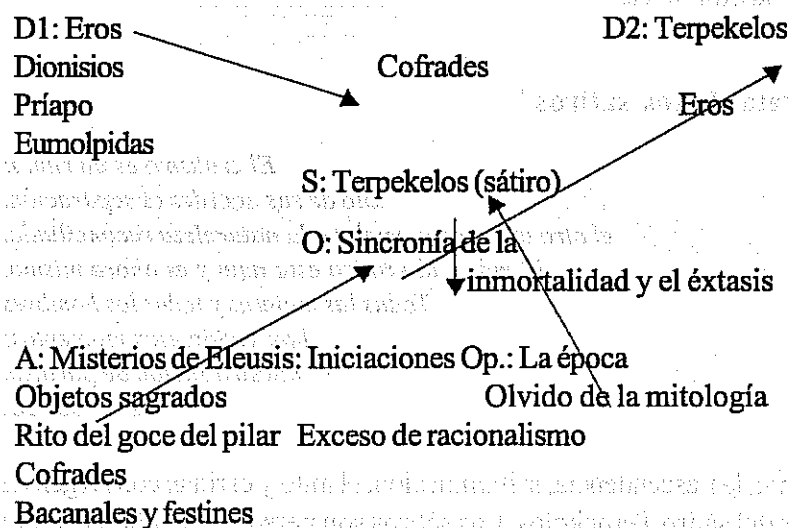 D1: Eros D2: Terpekelos
Dionisios Cofrades
Príapo Eros
Eumolpidas
S: Terpekelos (sátiro)
O: Sincronía de la
inmortalidad y el éxtasis
A: Misterios de Eleusis: Iniciaciones Op.: La época
Objetos sagrados Olvido de la mitología
Rito del goce del pilar Exceso de racionalismo
Cofrades
Bacanales y festines